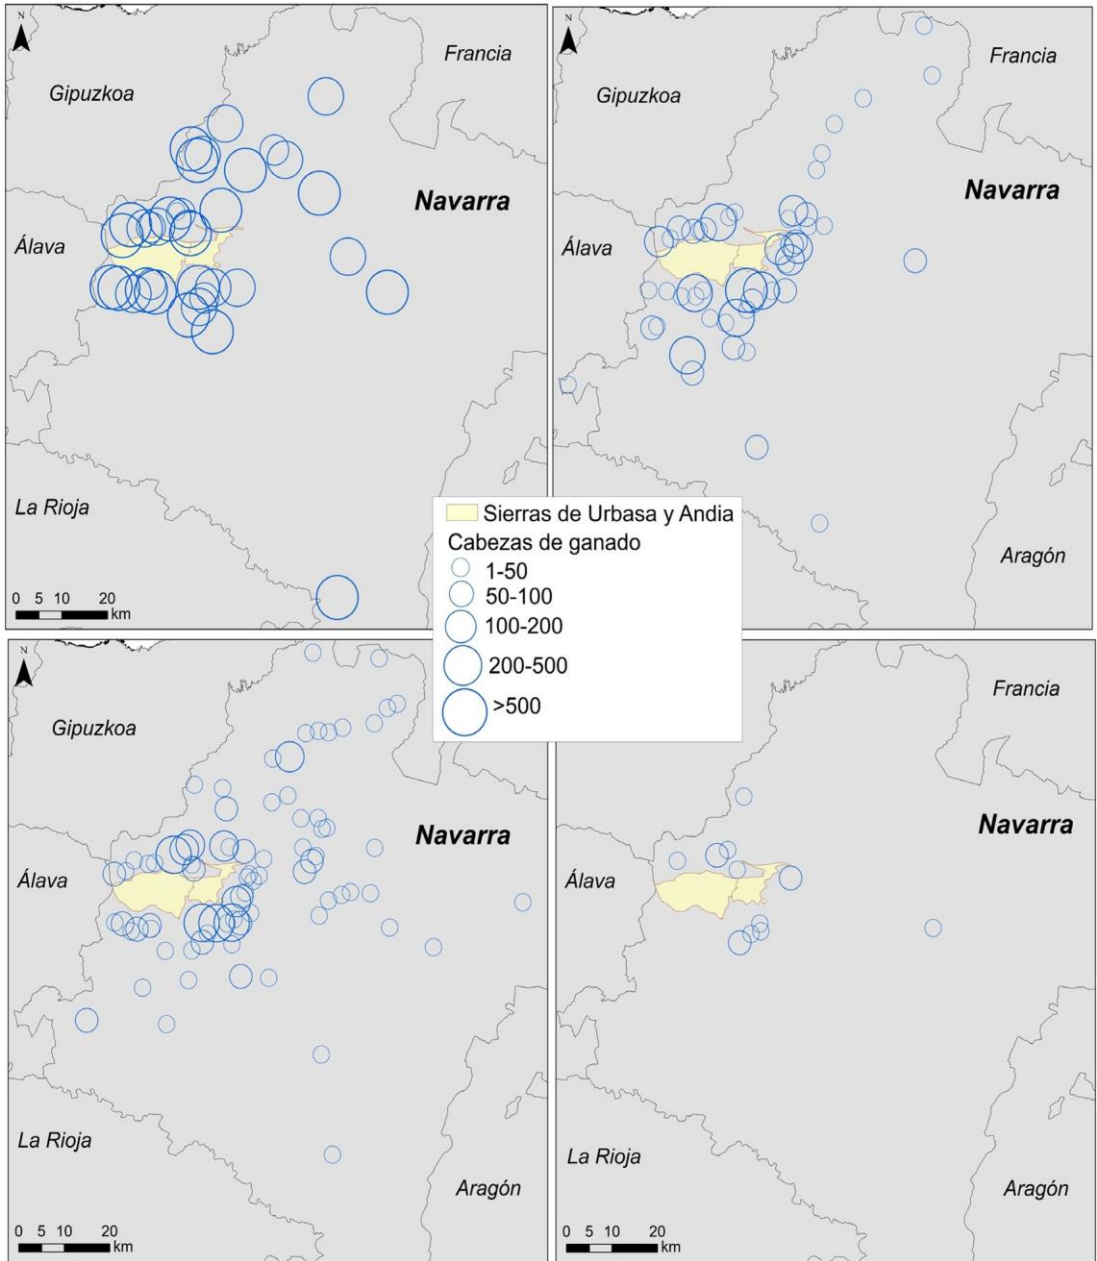 N
Francia
Gipuzkoa
Navarra
Álava
La Rioja
0 5 10 20
km
N
Francia
Gipuzkoa
Navarra
Álava
Aragón
Sierras de Urbasa y Andia
Cabezas de ganado
1-50
50-100
100-200
200-500
>500
N
Gipuzkoa
Navarra
Álava
La Rioja
Aragón
0 5 10 20
km
Francia
Navarra
Álava
La Rioja
Aragón
0 5 10 20
km